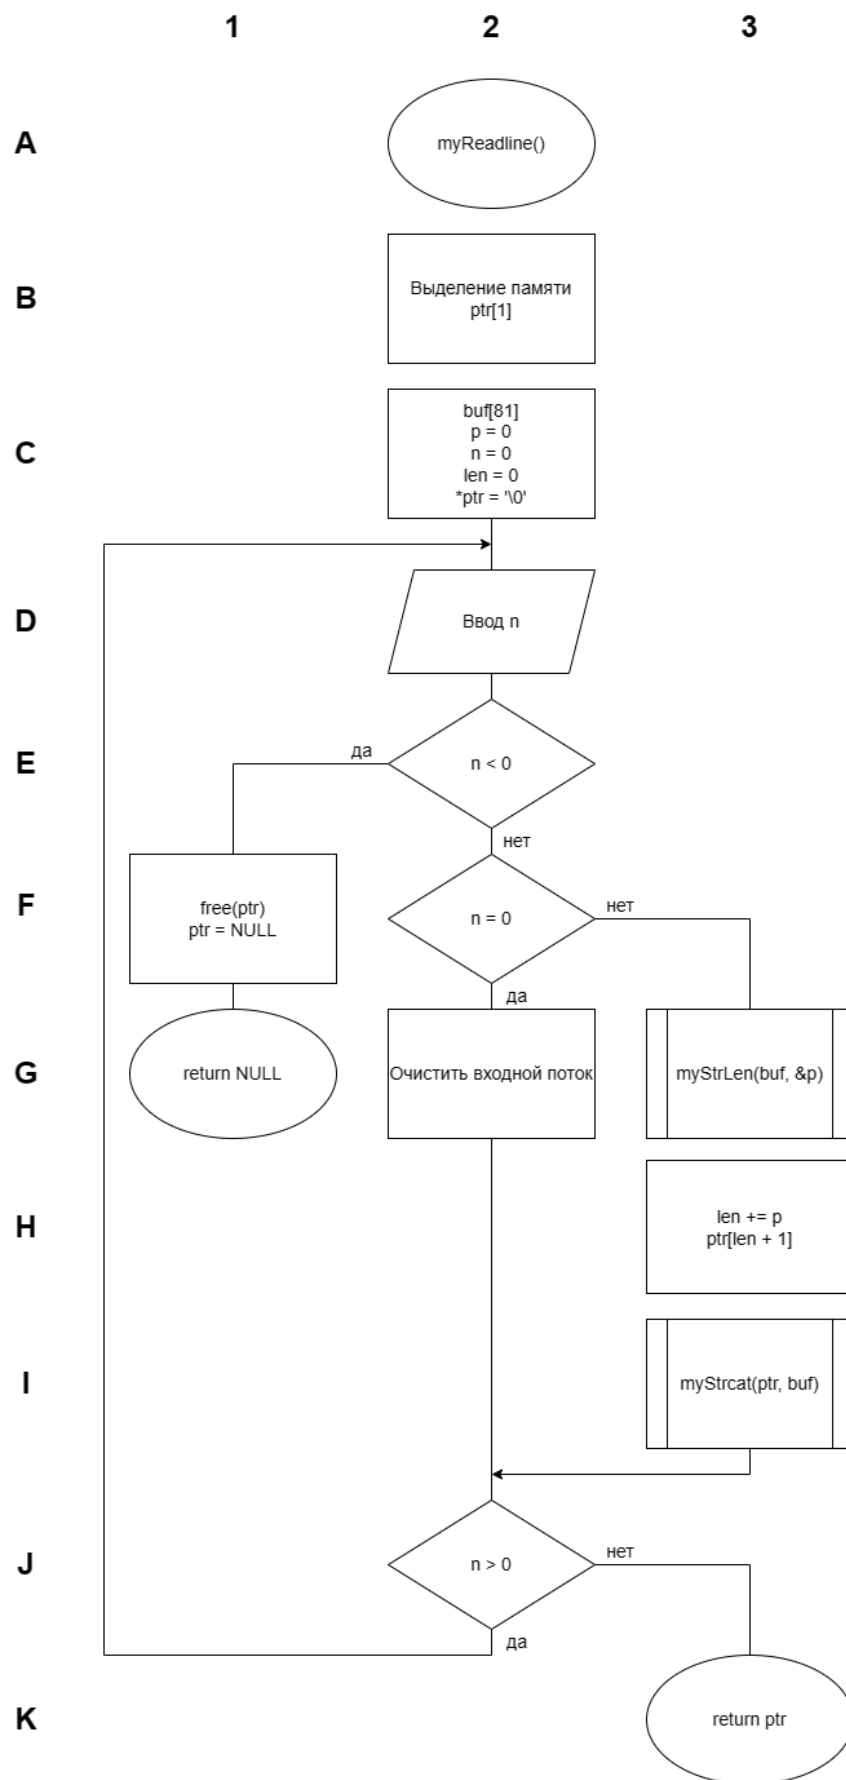 1 2 3
A
myReadline()
B
Выделение памяти
ptr[1]
C
buf[81]
p = 0
n = 0
len = 0
*ptr = '\0'
D
Ввод n
E
да
n < 0
нет
F
free(ptr)
ptr = NULL
n = 0
нет
да
G
return NULL
Очистить входной поток
myStrLen(buf, &p)
H
len += p
ptr[len + 1]
I
myStrcat(ptr, buf)
J
n > 0
нет
да
K
return ptr